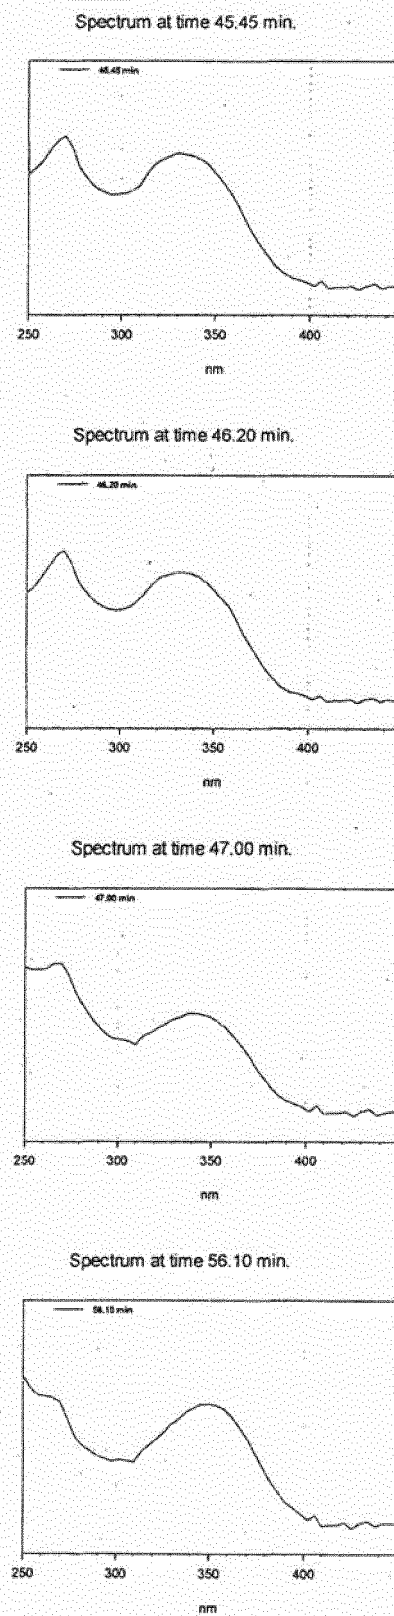 Spectrum at time 45.45 min.
45.45 min
250 300 350 400
nm
Spectrum at time 46.20 min.
46.20 min
250 300 350 400
nm
Spectrum at time 47.00 min.
47.00 min
250 300 350 400
nm
Spectrum at time 56.10 min.
56.10 min
250 300 350 400
nm